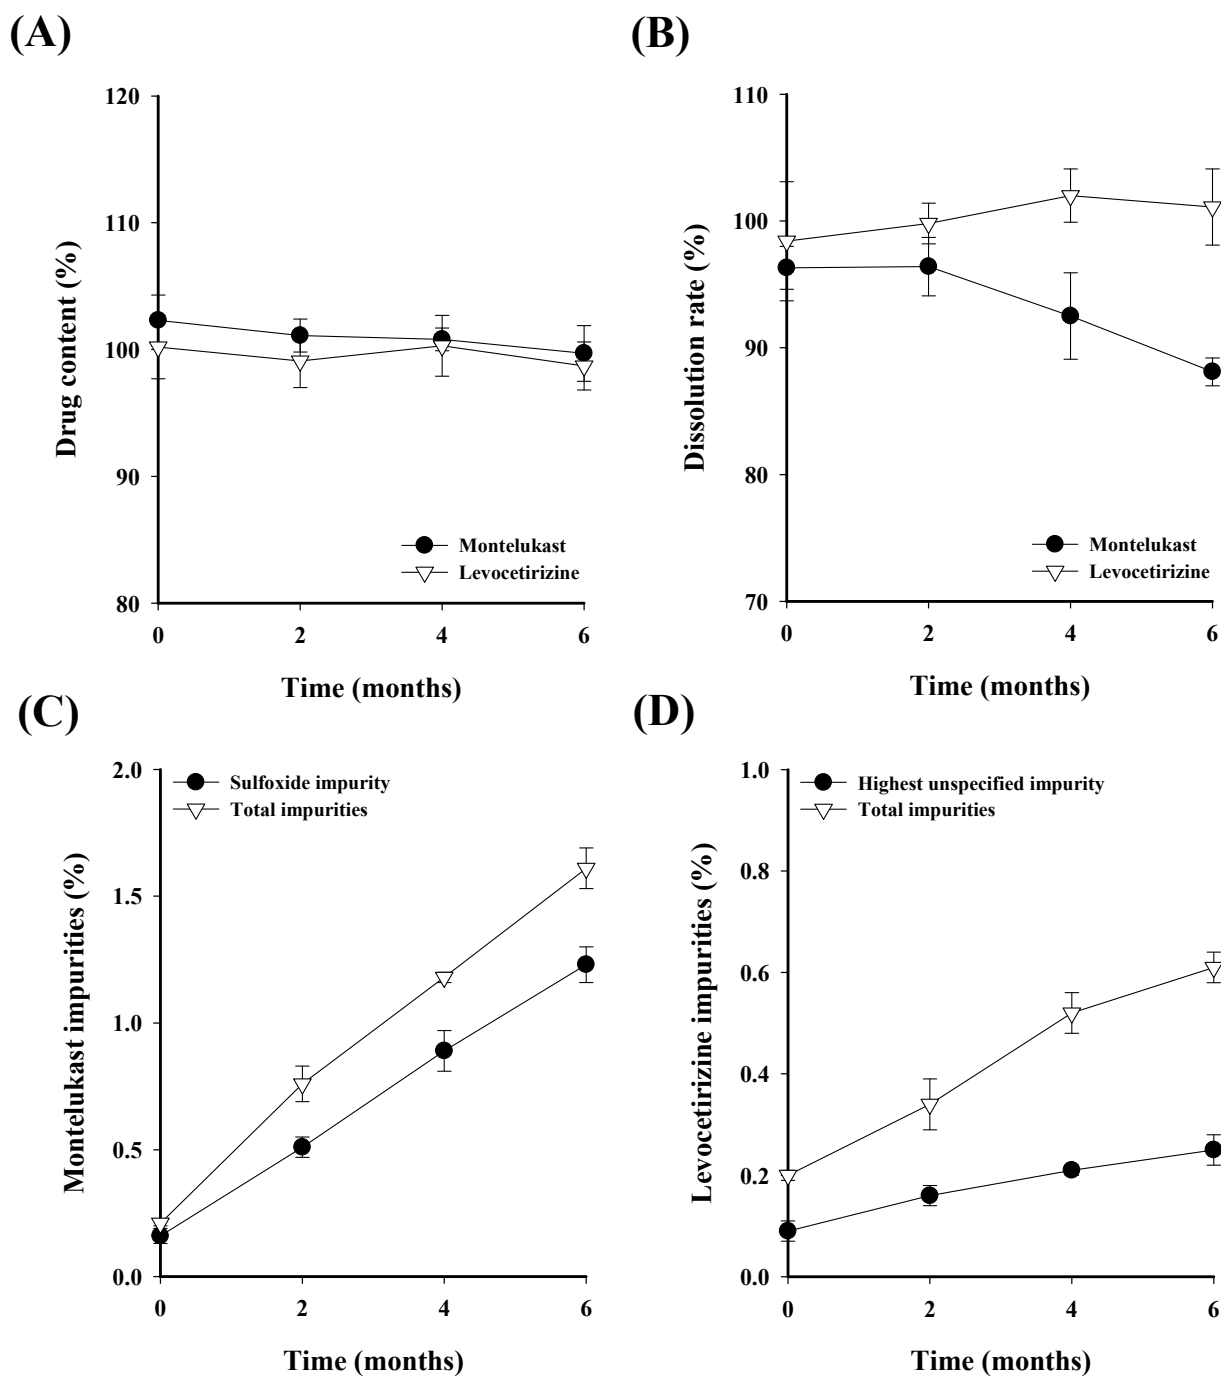 (A)
120
110
100
90
80
Drug content (%)
Montelukast
Levocetirizine
0 2 4 6
Time (months)
(B)
110
100
90
80
70
Dissolution rate (%)
Montelukast
Levocetirizine
0 2 4 6
Time (months)
(C)
2.0
1.5
1.0
0.5
0.0
Montelukast impurities (%)
Sulfoxide impurity
Total impurities
0 2 4 6
Time (months)
(D)
1.0
0.8
0.6
0.4
0.2
0.0
Levocetirizine impurities (%)
Highest unspecified impurity
Total impurities
0 2 4 6
Time (months)